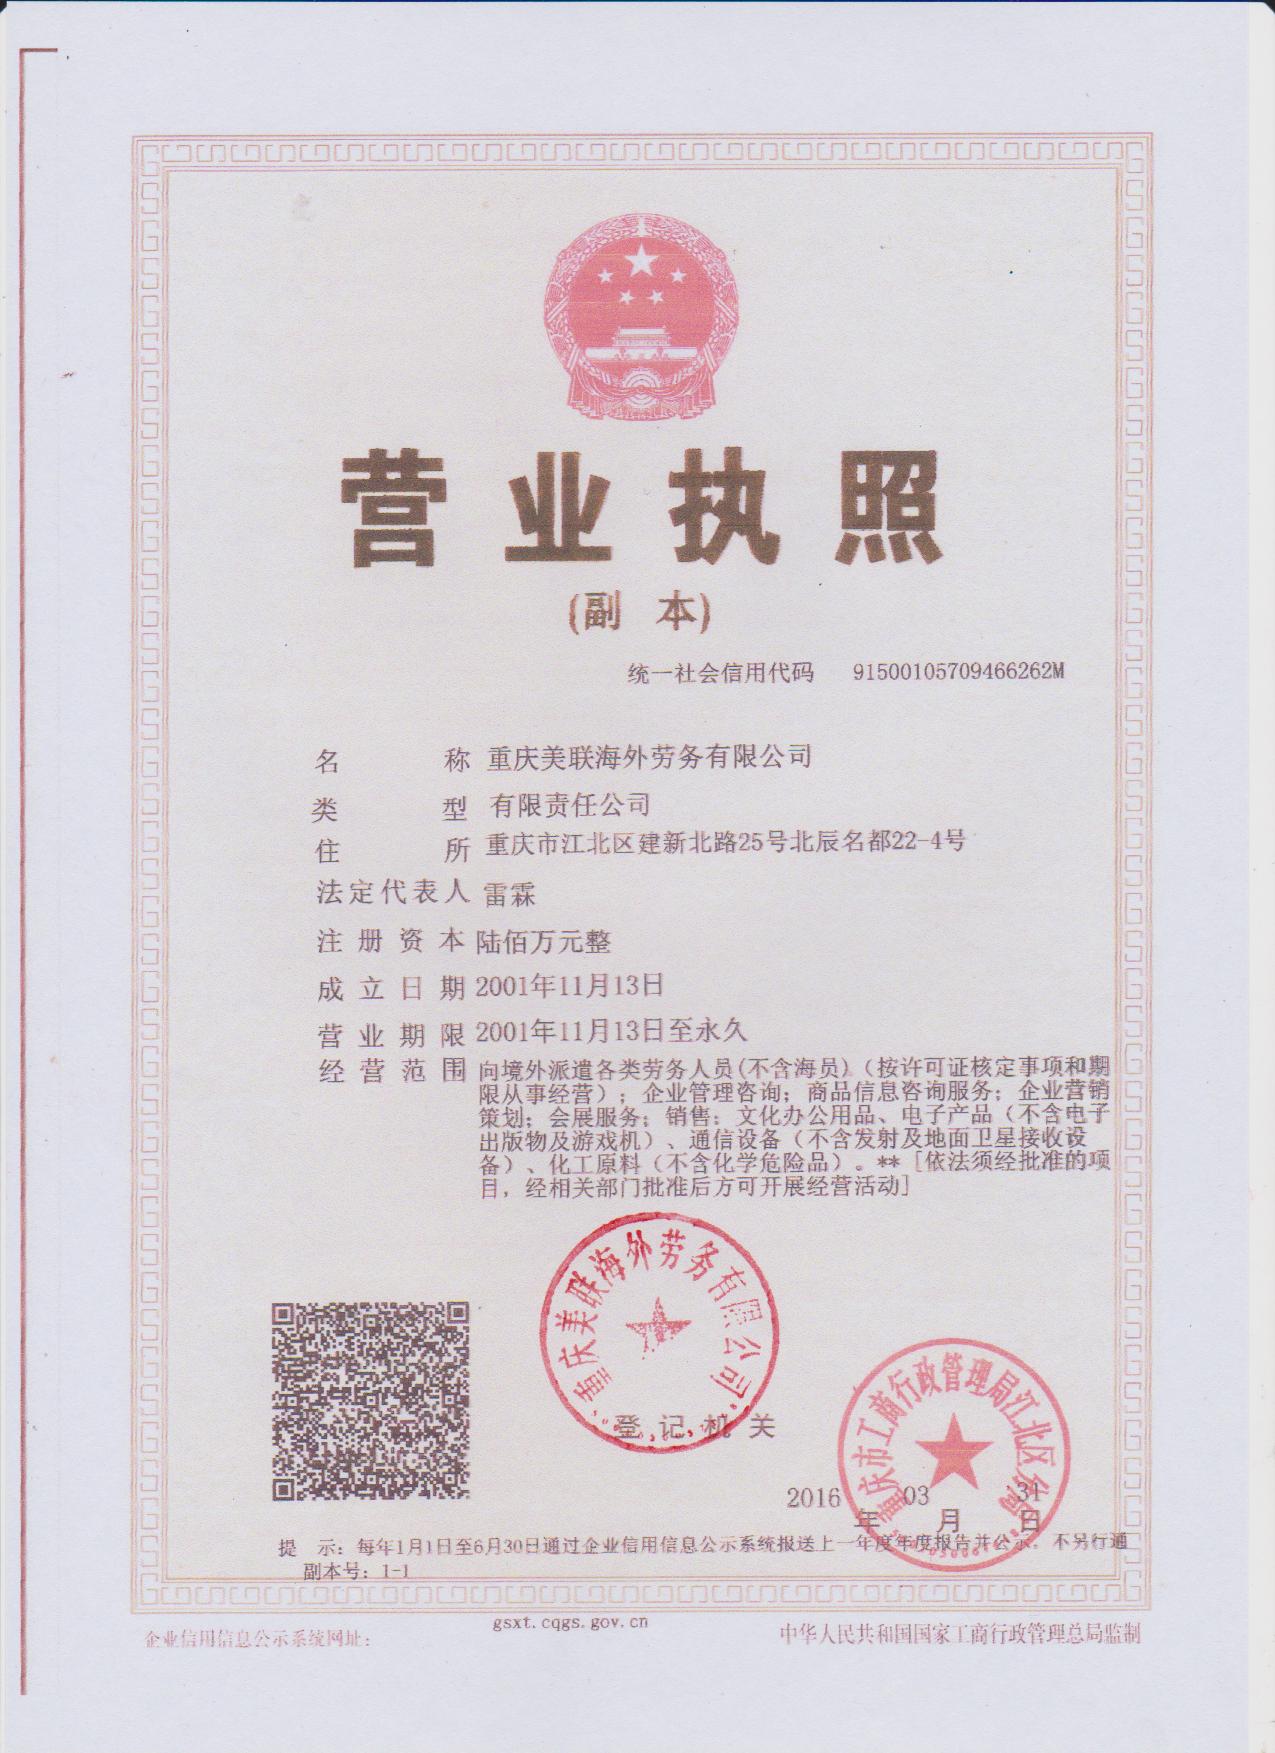 营业执照
(副 本)
统一社会信用代码 91500105709466262M
名 称 重庆美联海外劳务有限公司
类 型 有限责任公司
住 所 重庆市江北区建新北路25号北辰名都22-4号
法定代表人 雷霖
注 册 资 本 陆佰万元整
成 立 日 期 2001年11月13日
营 业 期 限 2001年11月13日至永久
经 营 范 围 向境外派遣各类劳务人员(不含海员)（按许可证核定事项和期
限从事经营）；企业管理咨询；商品信息咨询服务；企业营销
策划；会展服务；销售：文化办公用品、电子产品（不含电子
出版物及游戏机）、通信设备（不含发射及地面卫星接收设
备）、化工原料（不含化学危险品）。**［依法须经批准的项
目，经相关部门批准后方可开展经营活动］
重庆美联海外劳务有限公司
登 记 机 关
重庆市工商行政管理局江北区分局
2016 年 03 月 31 日
提 示：每年1月1日至6月30日通过企业信用信息公示系统报送上一年度年度报告并公示，不另行通
副本号：1-1
企业信用信息公示系统网址： gsxt.cqgs.gov.cn 中华人民共和国国家工商行政管理总局监制